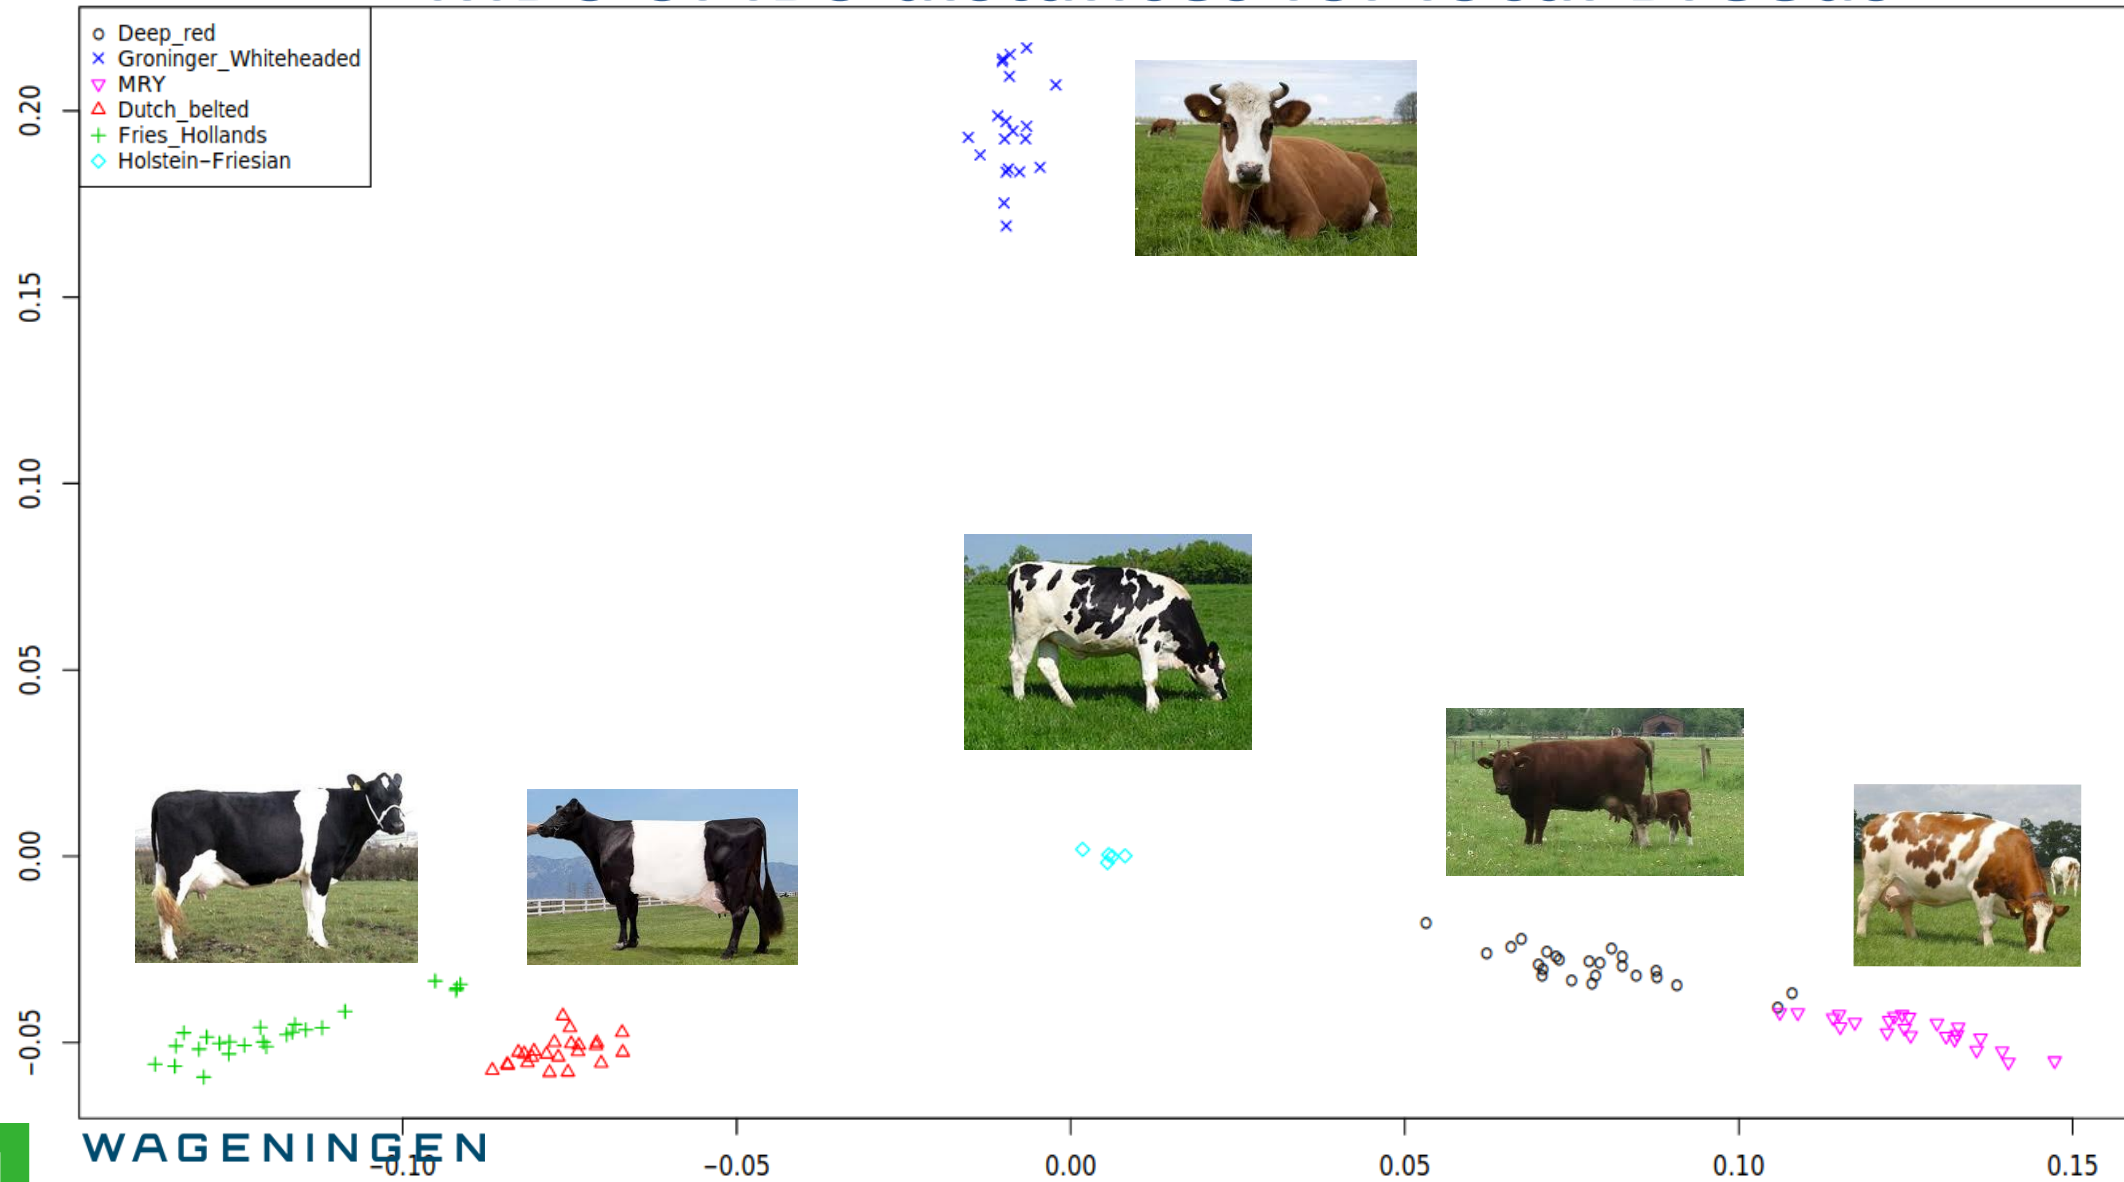 Deep_red
Groninger_Whiteheaded
MRY
Dutch_belted
Fries_Hollands
Holstein−Friesian
0.20
0.15
0.10
0.05
0.00
−0.05
−0.10 −0.05 0.00 0.05 0.10 0.15
WAGENINGEN